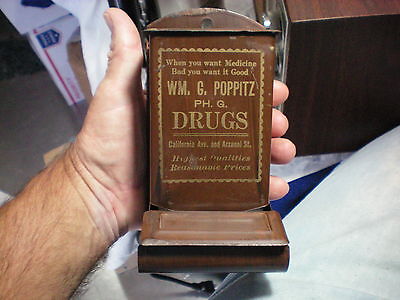 When you want Medicine
Bad you want it Good
WM. G. POPPITZ
PH. G.
DRUGS
California Ave. and Arsenal St.
Highest Qualities
Reasonable Prices